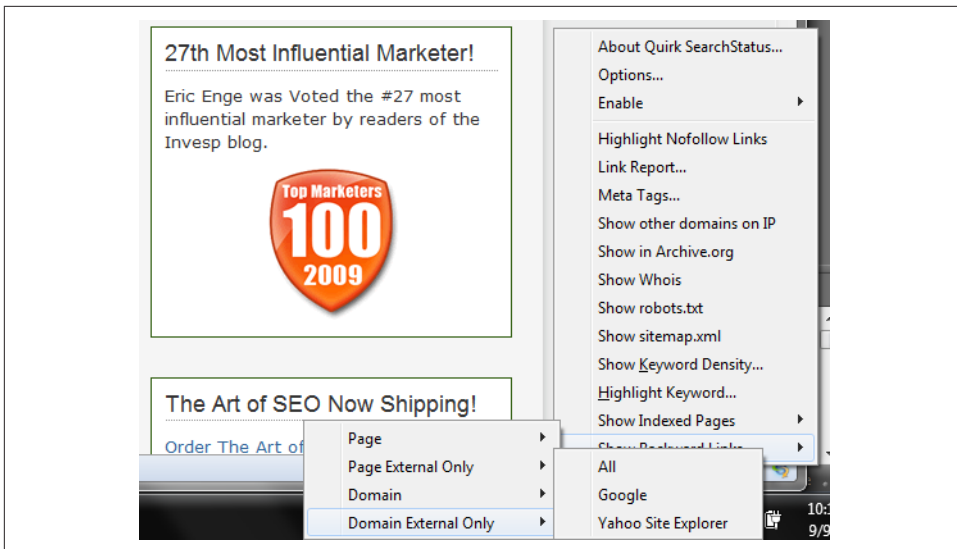 27th Most Influential Marketer!
Eric Enge was Voted the #27 most
influential marketer by readers of the
Invesp blog.
Top Marketers
100
2009
The Art of SEO Now Shipping!
Order The Art of
About Quirk SearchStatus...
Options...
Enable
Highlight Nofollow Links
Link Report...
Meta Tags...
Show other domains on IP
Show in Archive.org
Show Whois
Show robots.txt
Show sitemap.xml
Show Keyword Density...
Highlight Keyword...
Show Indexed Pages
Show Backward Links
Page
Page External Only
Domain
Domain External Only
All
Google
Yahoo Site Explorer